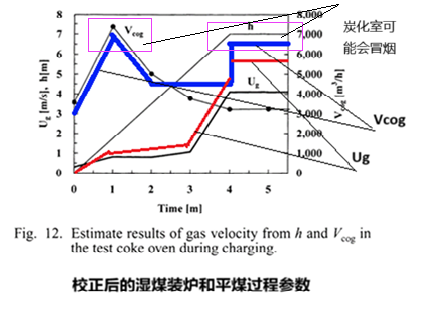 8
7
6
5
4
3
2
1
0
Ug [m/s], h[m]
Vcog
h
Ug
8,000
7,000
6,000
5,000
4,000
3,000
2,000
1,000
0
Vcog [m³/h]
炭化室可
能会冒烟
Vcog
Ug
0 1 2 3 4 5
Time [m]
Fig. 12. Estimate results of gas velocity from h and Vcog in
the test coke oven during charging.
校正后的湿煤装炉和平煤过程参数